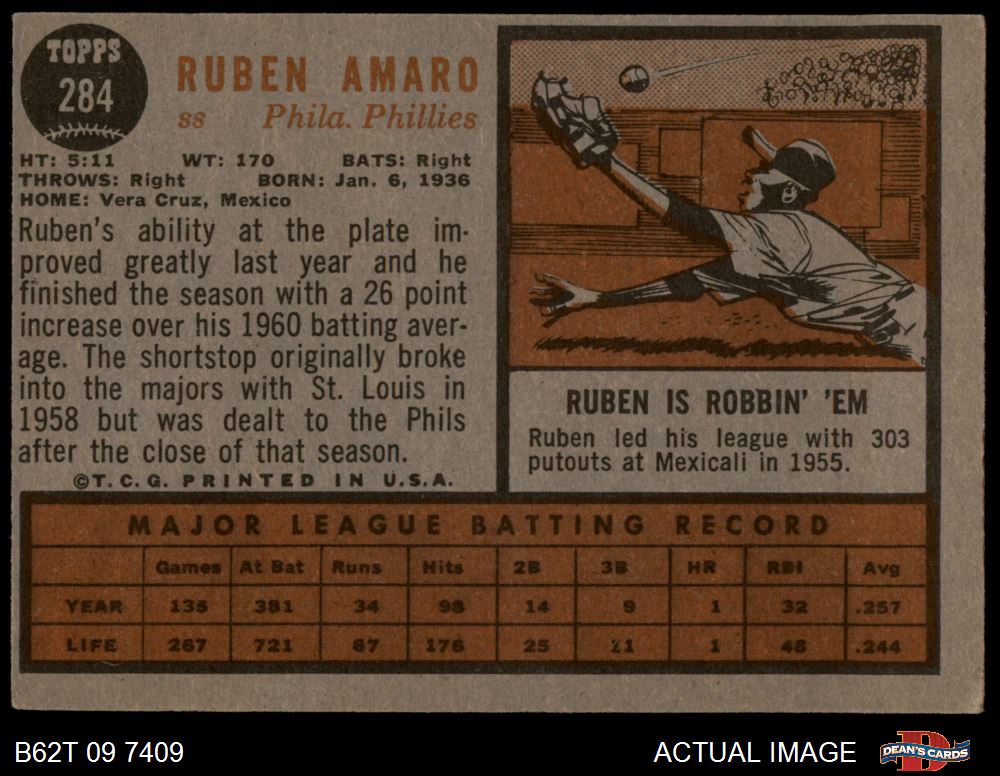 TOPPS
284
RUBEN AMARO
ss Phila. Phillies
HT: 5:11 WT: 170 BATS: Right
THROWS: Right BORN: Jan. 6, 1936
HOME: Vera Cruz, Mexico
Ruben's ability at the plate im-
proved greatly last year and he
finished the season with a 26 point
increase over his 1960 batting aver-
age. The shortstop originally broke
into the majors with St. Louis in
1958 but was dealt to the Phils
after the close of that season.
©T.C.G. PRINTED IN U.S.A.
RUBEN IS ROBBIN' 'EM
Ruben led his league with 303
putouts at Mexicali in 1955.
MAJOR LEAGUE BATTING RECORD
Games At Bat Runs Hits 2B 3B HR RBI Avg
YEAR 135 381 34 98 14 9 1 32 .257
LIFE 267 721 67 176 25 11 1 48 .244
B62T 09 7409
ACTUAL IMAGE
DEAN'S CARDS